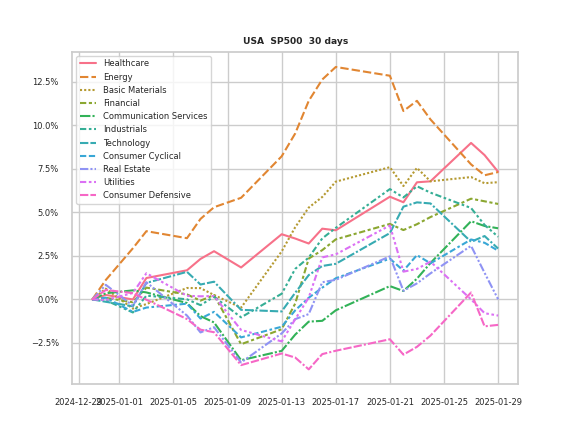 USA SP500 30 days
Healthcare
Energy
Basic Materials
Financial
Communication Services
Industrials
Technology
Consumer Cyclical
Real Estate
Utilities
Consumer Defensive
12.5%
10.0%
7.5%
5.0%
2.5%
0.0%
−2.5%
2024-12-29 2025-01-01 2025-01-05 2025-01-09 2025-01-13 2025-01-17 2025-01-21 2025-01-25 2025-01-29